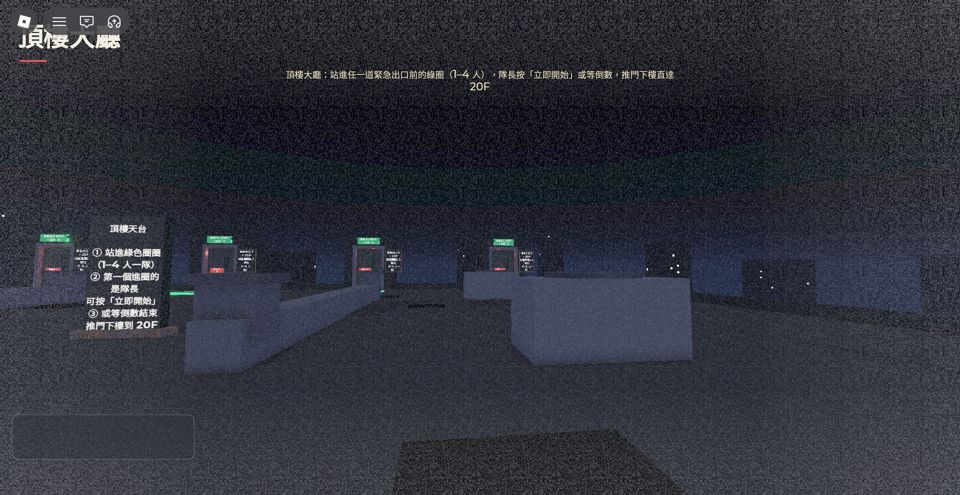 頂樓大廳
頂樓大廳：站進任一道緊急出口前的綠圈（1–4 人），隊長按「立即開始」或等倒數，推門下樓直達
20F
頂樓天台
① 站進綠色圈圈
（1–4 人一隊）
② 第一個進圈的
是隊長
可按「立即開始」
③ 或等倒數結束
推門下樓到 20F